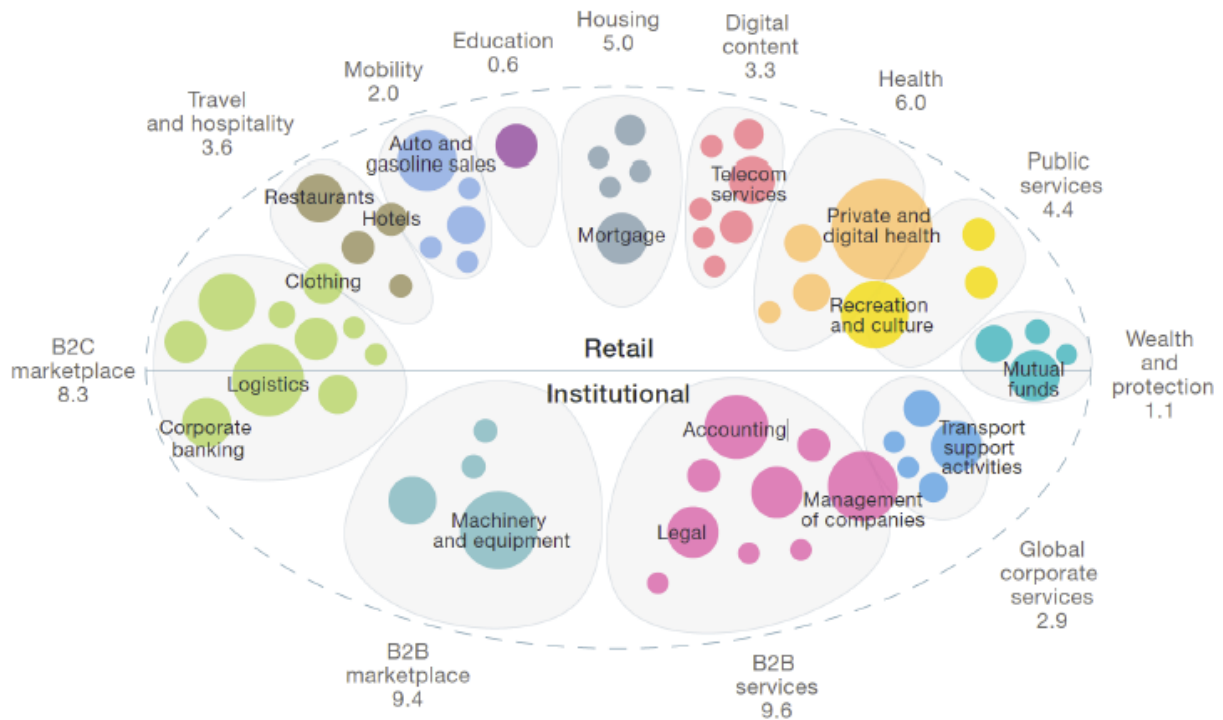 Housing
5.0
Digital
content
3.3
Education
0.6
Mobility
2.0
Health
6.0
Travel
and hospitality
3.6
Public
services
4.4
Auto and
gasoline sales
Restaurants
Hotels
Clothing
Mortgage
Telecom
services
Private and
digital health
Recreation
and culture
B2C
marketplace
8.3
Logistics
Corporate
banking
Retail
Institutional
Mutual
funds
Wealth
and
protection
1.1
Machinery
and equipment
Accounting
Legal
Management
of companies
Transport
support
activities
Global
corporate
services
2.9
B2B
marketplace
9.4
B2B
services
9.6